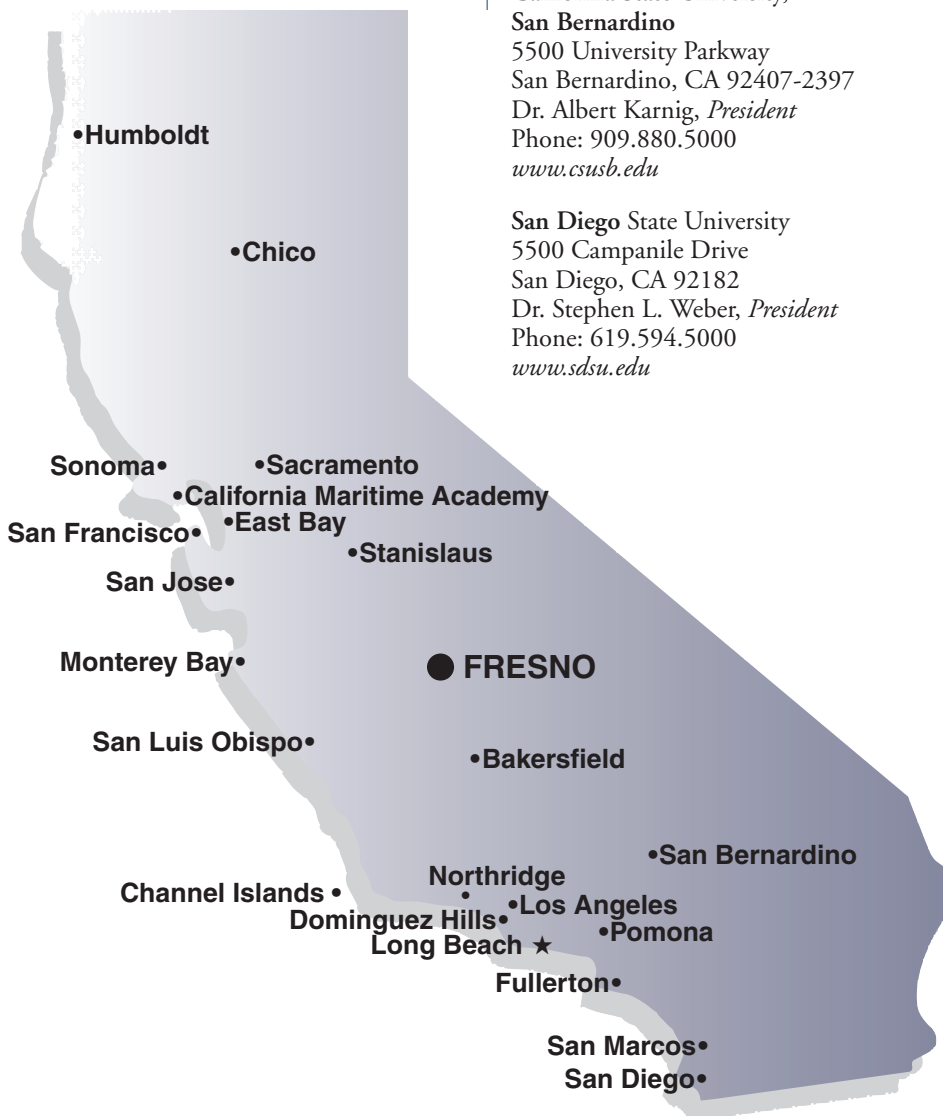 San Bernardino
5500 University Parkway
San Bernardino, CA 92407-2397
Dr. Albert Karnig, President
Phone: 909.880.5000
www.csusb.edu
San Diego State University
5500 Campanile Drive
San Diego, CA 92182
Dr. Stephen L. Weber, President
Phone: 619.594.5000
www.sdsu.edu
•Humboldt
•Chico
Sonoma•
•Sacramento
•California Maritime Academy
•East Bay
San Francisco•
•Stanislaus
San Jose•
Monterey Bay•
● FRESNO
San Luis Obispo•
•Bakersfield
•San Bernardino
Northridge
•
Channel Islands •
•Los Angeles
Dominguez Hills•
•Pomona
Long Beach ★
Fullerton•
San Marcos•
San Diego•